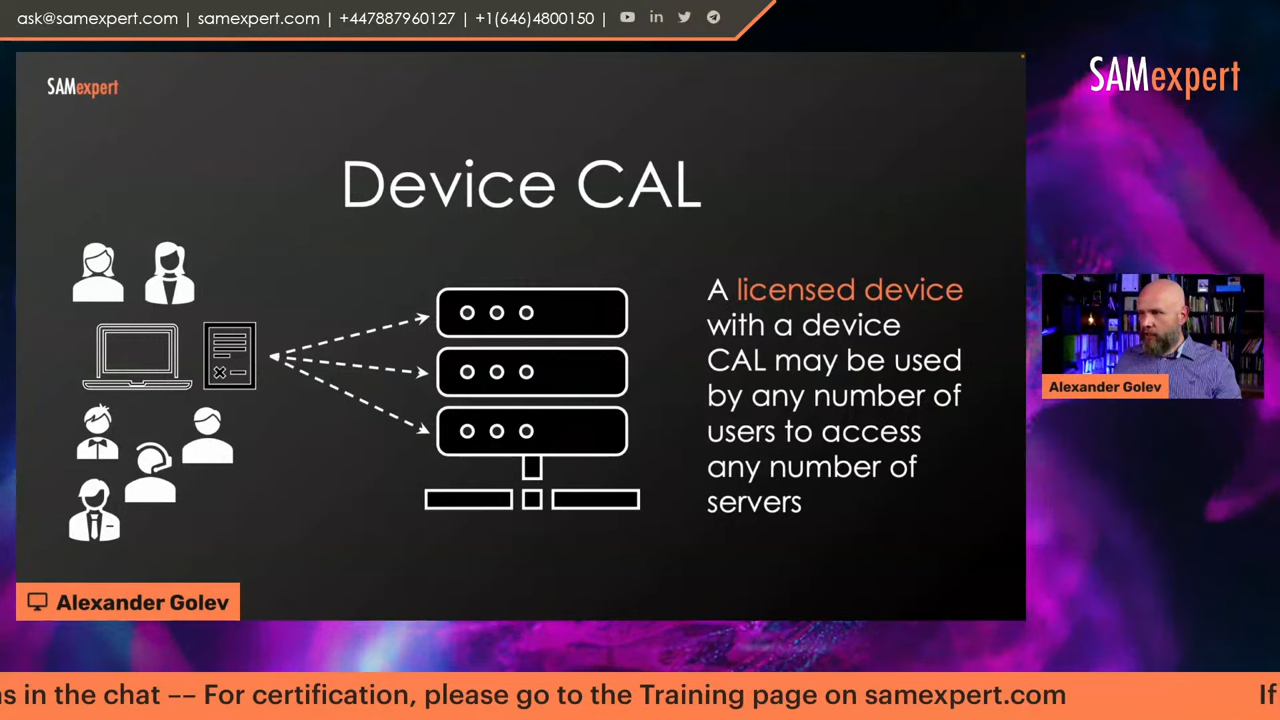 ask@samexpert.com | samexpert.com | +447887960127 | +1(646)4800150 |
SAMexpert
SAMexpert
Device CAL
A licensed device
with a device
CAL may be used
by any number of
users to access
any number of
servers
Alexander Golev
Alexander Golev
s in the chat –– For certification, please go to the Training page on samexpert.com
If